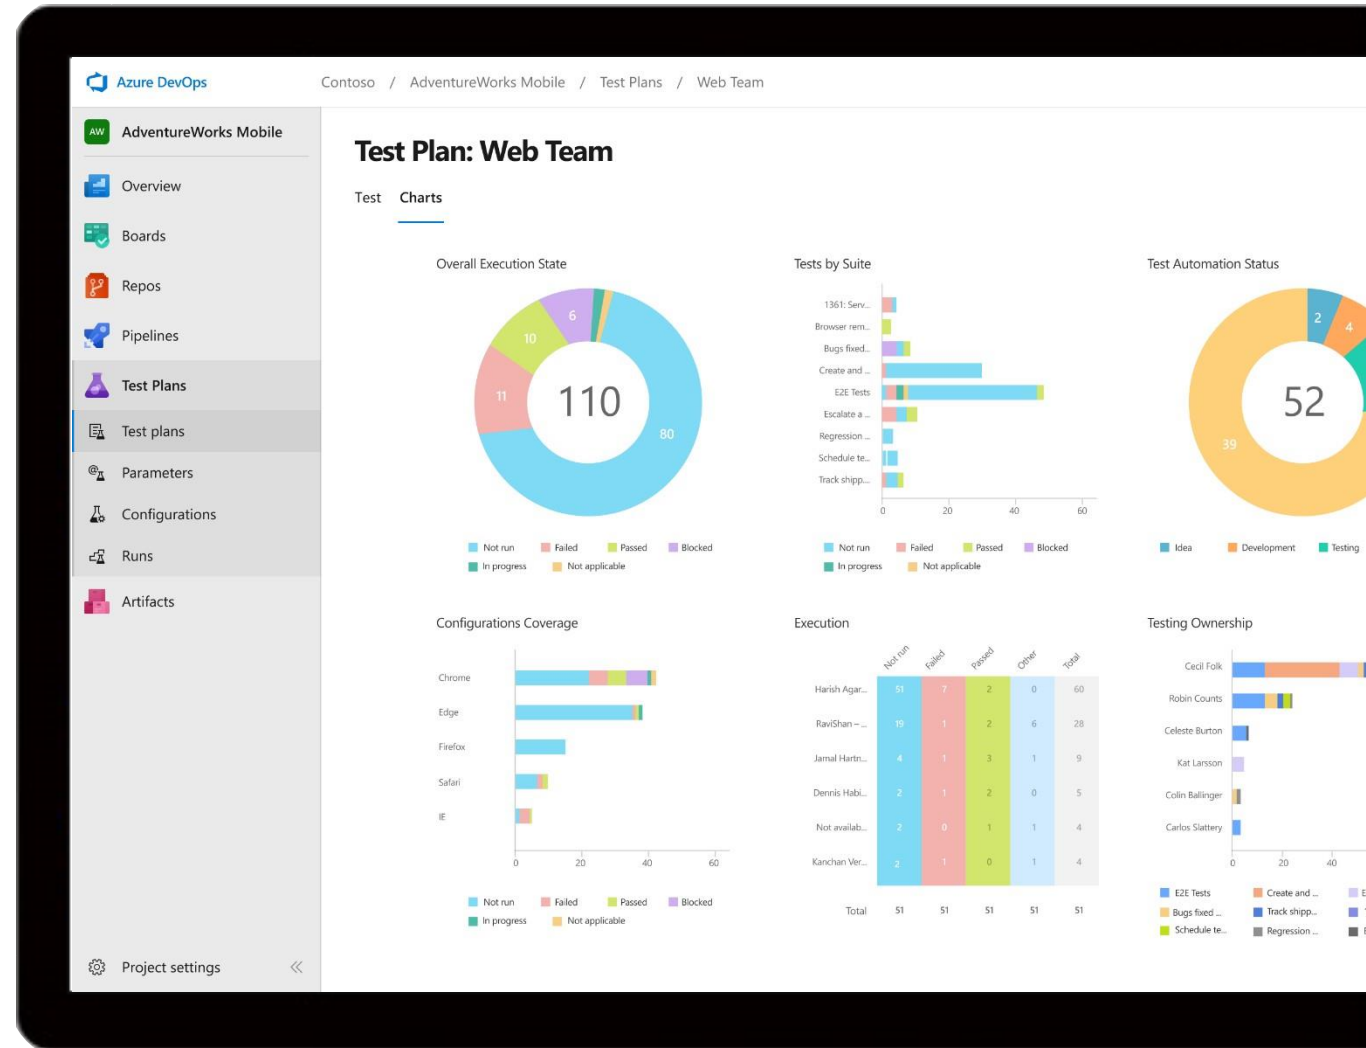 Azure DevOps
Contoso / AdventureWorks Mobile / Test Plans / Web Team
AW
AdventureWorks Mobile
Overview
Boards
Repos
Pipelines
Test Plans
Test plans
Parameters
Configurations
Runs
Artifacts
Project settings
Test Plan: Web Team
Test Charts
Overall Execution State
6
10
11
110
80
Not run Failed Passed Blocked
In progress Not applicable
Tests by Suite
1361: Serv...
Browser rem...
Bugs fixed...
Create and ...
E2E Tests
Escalate a ...
Regression ...
Schedule te...
Track shipp...
0 20 40 60
Not run Failed Passed Blocked
In progress Not applicable
Test Automation Status
2
4
52
39
Idea Development Testing
Configurations Coverage
Chrome
Edge
Firefox
Safari
IE
0 20 40 60
Not run Failed Passed Blocked
In progress Not applicable
Execution
Not run Failed Passed Other Total
Harish Agar... 51 7 2 0 60
RaviShan – ... 19 1 2 6 28
Jamal Hartn... 4 1 3 1 9
Dennis Habi... 2 1 2 0 5
Not availab... 2 0 1 1 4
Kanchan Ver... 2 1 0 1 4
Total 51 51 51 51 51
Testing Ownership
Cecil Folk
Robin Counts
Celeste Burton
Kat Larsson
Colin Ballinger
Carlos Slattery
0 20 40
E2E Tests Create and ...
Bugs fixed ... Track shipp...
Schedule te... Regression ...